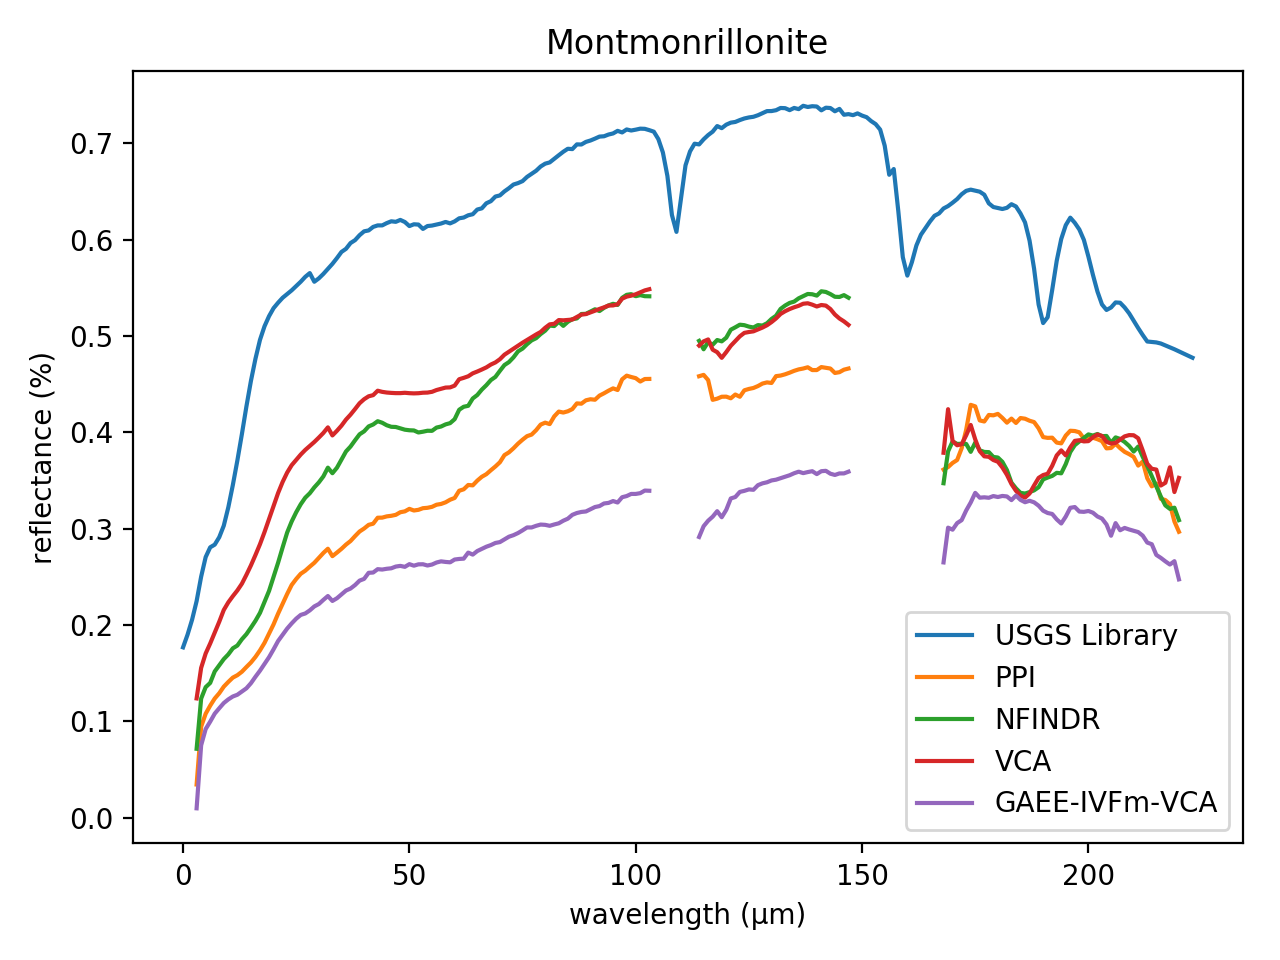 Montmonrillonite
reflectance (%)
0.7
0.6
0.5
0.4
0.3
0.2
0.1
0.0
0 50 100 150 200
wavelength (μm)
USGS Library
PPI
NFINDR
VCA
GAEE-IVFm-VCA